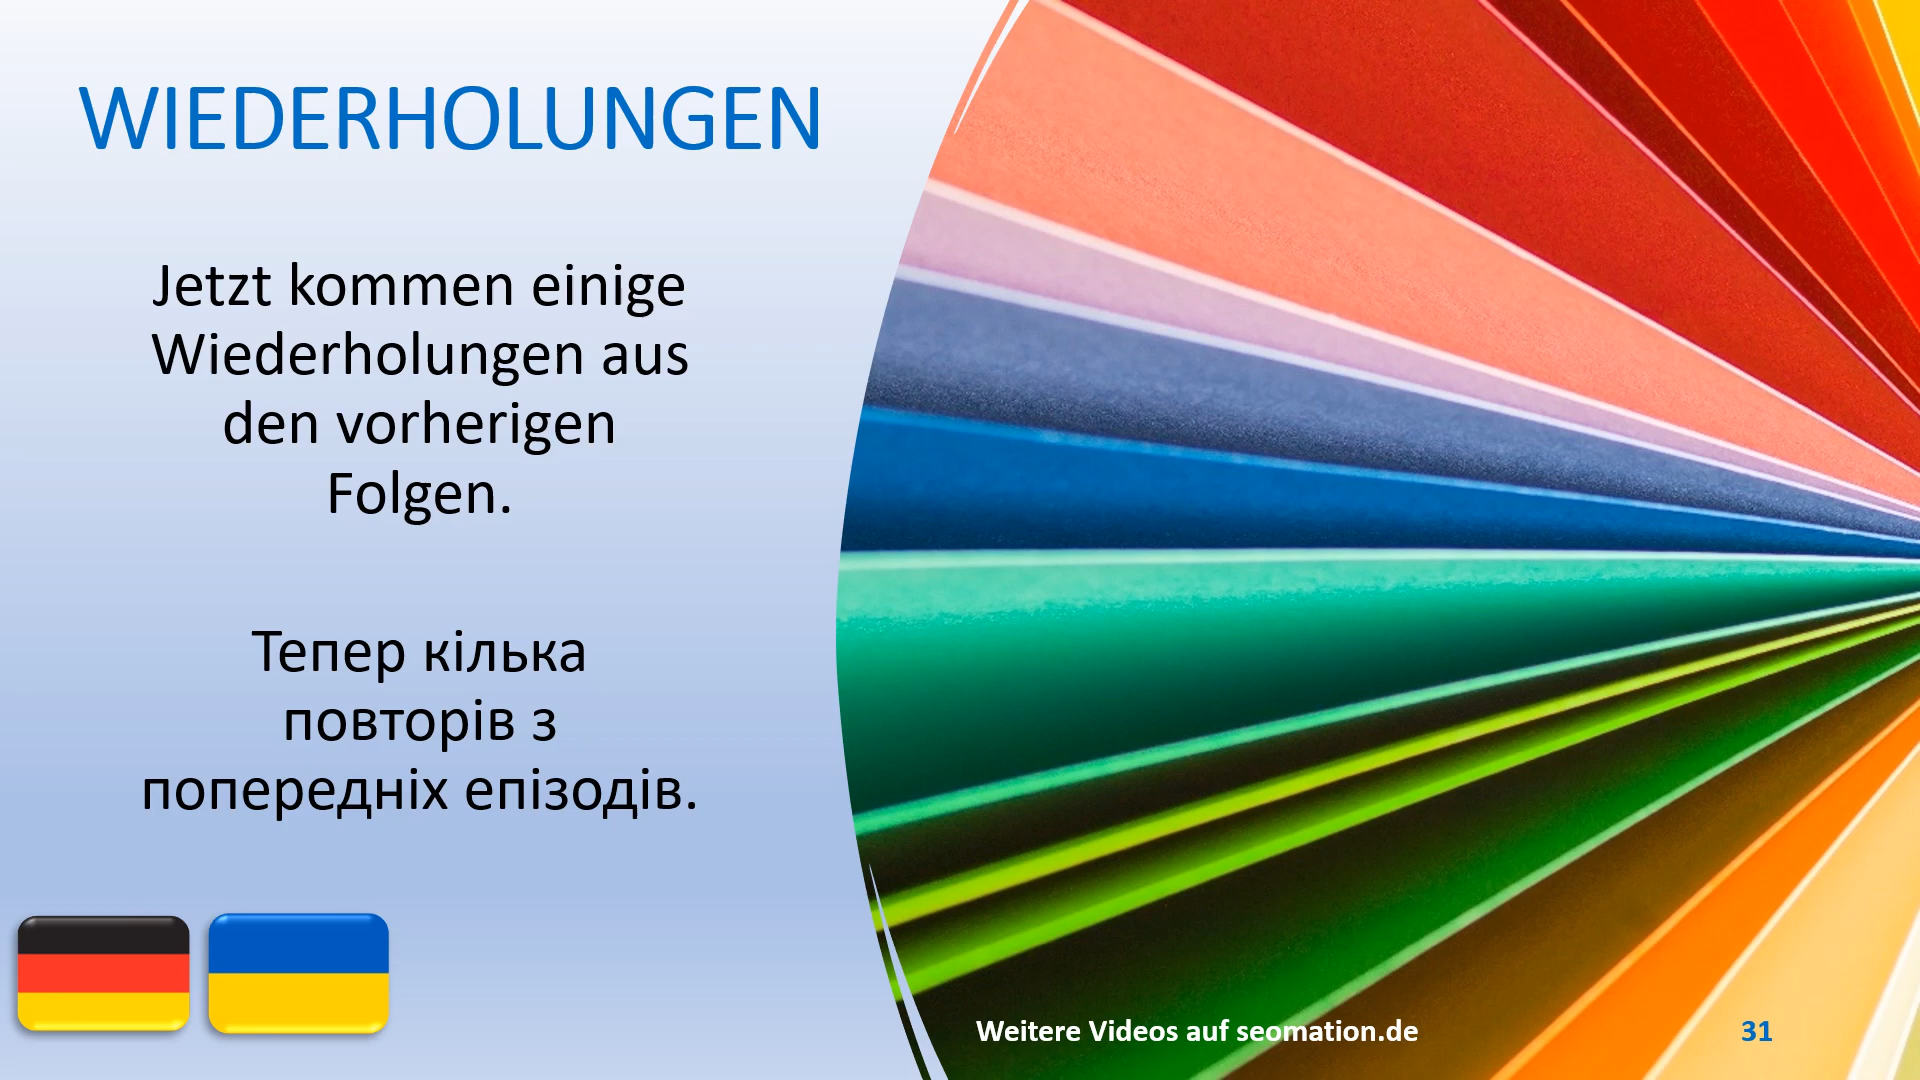 WIEDERHOLUNGEN
Jetzt kommen einige
Wiederholungen aus
den vorherigen
Folgen.
Тепер кілька
повторів з
попередніх епізодів.
Weitere Videos auf seomation.de
31